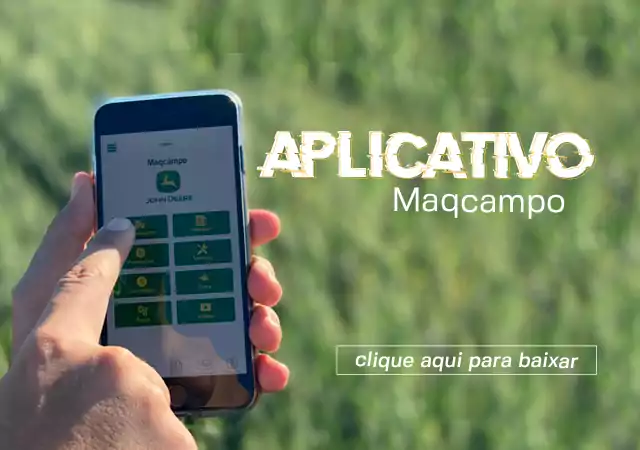 Maqcampo
JOHN DEERE
APLICATIVO
Maqcampo
clique aqui para baixar